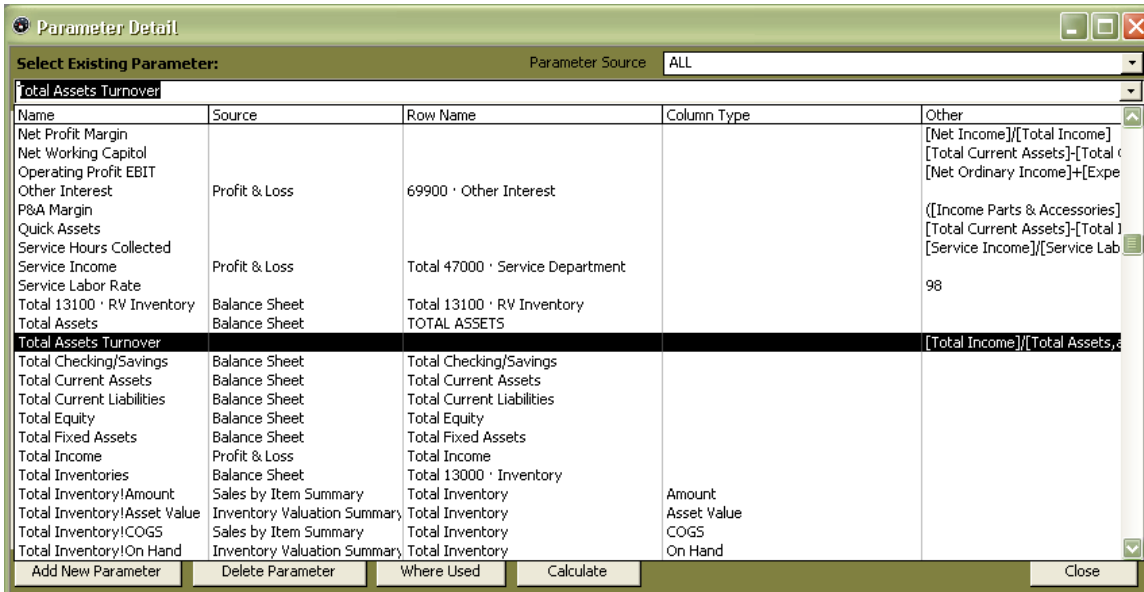 Parameter Detail
Select Existing Parameter: Parameter Source ALL
Total Assets Turnover
Name Source Row Name Column Type Other
Net Profit Margin [Net Income]/[Total Income]
Net Working Capitol [Total Current Assets]-[Total
Operating Profit EBIT [Net Ordinary Income]+[Expe
Other Interest Profit & Loss 69900 · Other Interest
P&A Margin ([Income Parts & Accessories]
Quick Assets [Total Current Assets]-[Total I
Service Hours Collected [Service Income]/[Service Lab
Service Income Profit & Loss Total 47000 · Service Department
Service Labor Rate 98
Total 13100 · RV Inventory Balance Sheet Total 13100 · RV Inventory
Total Assets Balance Sheet TOTAL ASSETS
Total Assets Turnover [Total Income]/[Total Assets,a
Total Checking/Savings Balance Sheet Total Checking/Savings
Total Current Assets Balance Sheet Total Current Assets
Total Current Liabilities Balance Sheet Total Current Liabilities
Total Equity Balance Sheet Total Equity
Total Fixed Assets Balance Sheet Total Fixed Assets
Total Income Profit & Loss Total Income
Total Inventories Balance Sheet Total 13000 · Inventory
Total Inventory!Amount Sales by Item Summary Total Inventory Amount
Total Inventory!Asset Value Inventory Valuation Summary Total Inventory Asset Value
Total Inventory!COGS Sales by Item Summary Total Inventory COGS
Total Inventory!On Hand Inventory Valuation Summary Total Inventory On Hand
Add New Parameter Delete Parameter Where Used Calculate Close